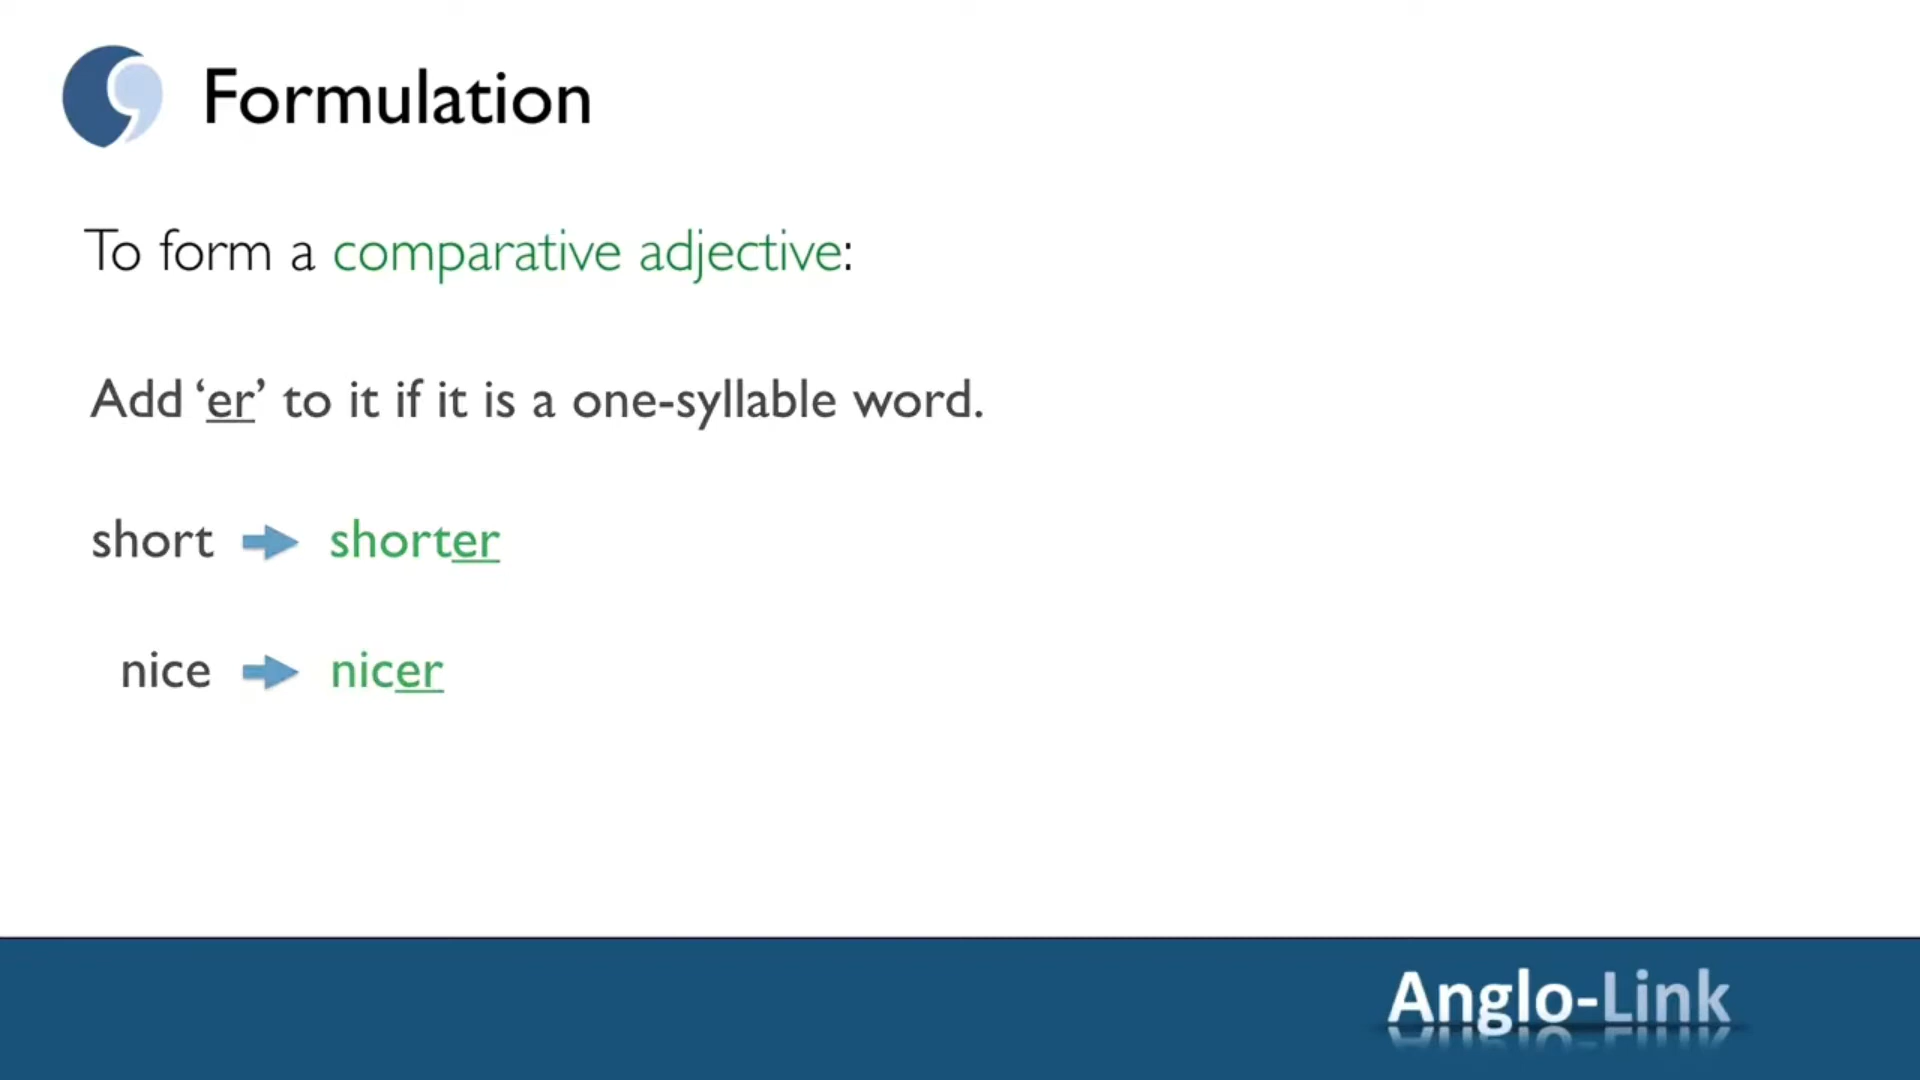 Formulation
To form a comparative adjective:
Add ‘er’ to it if it is a one-syllable word.
short shorter
nice nicer
Anglo-Link